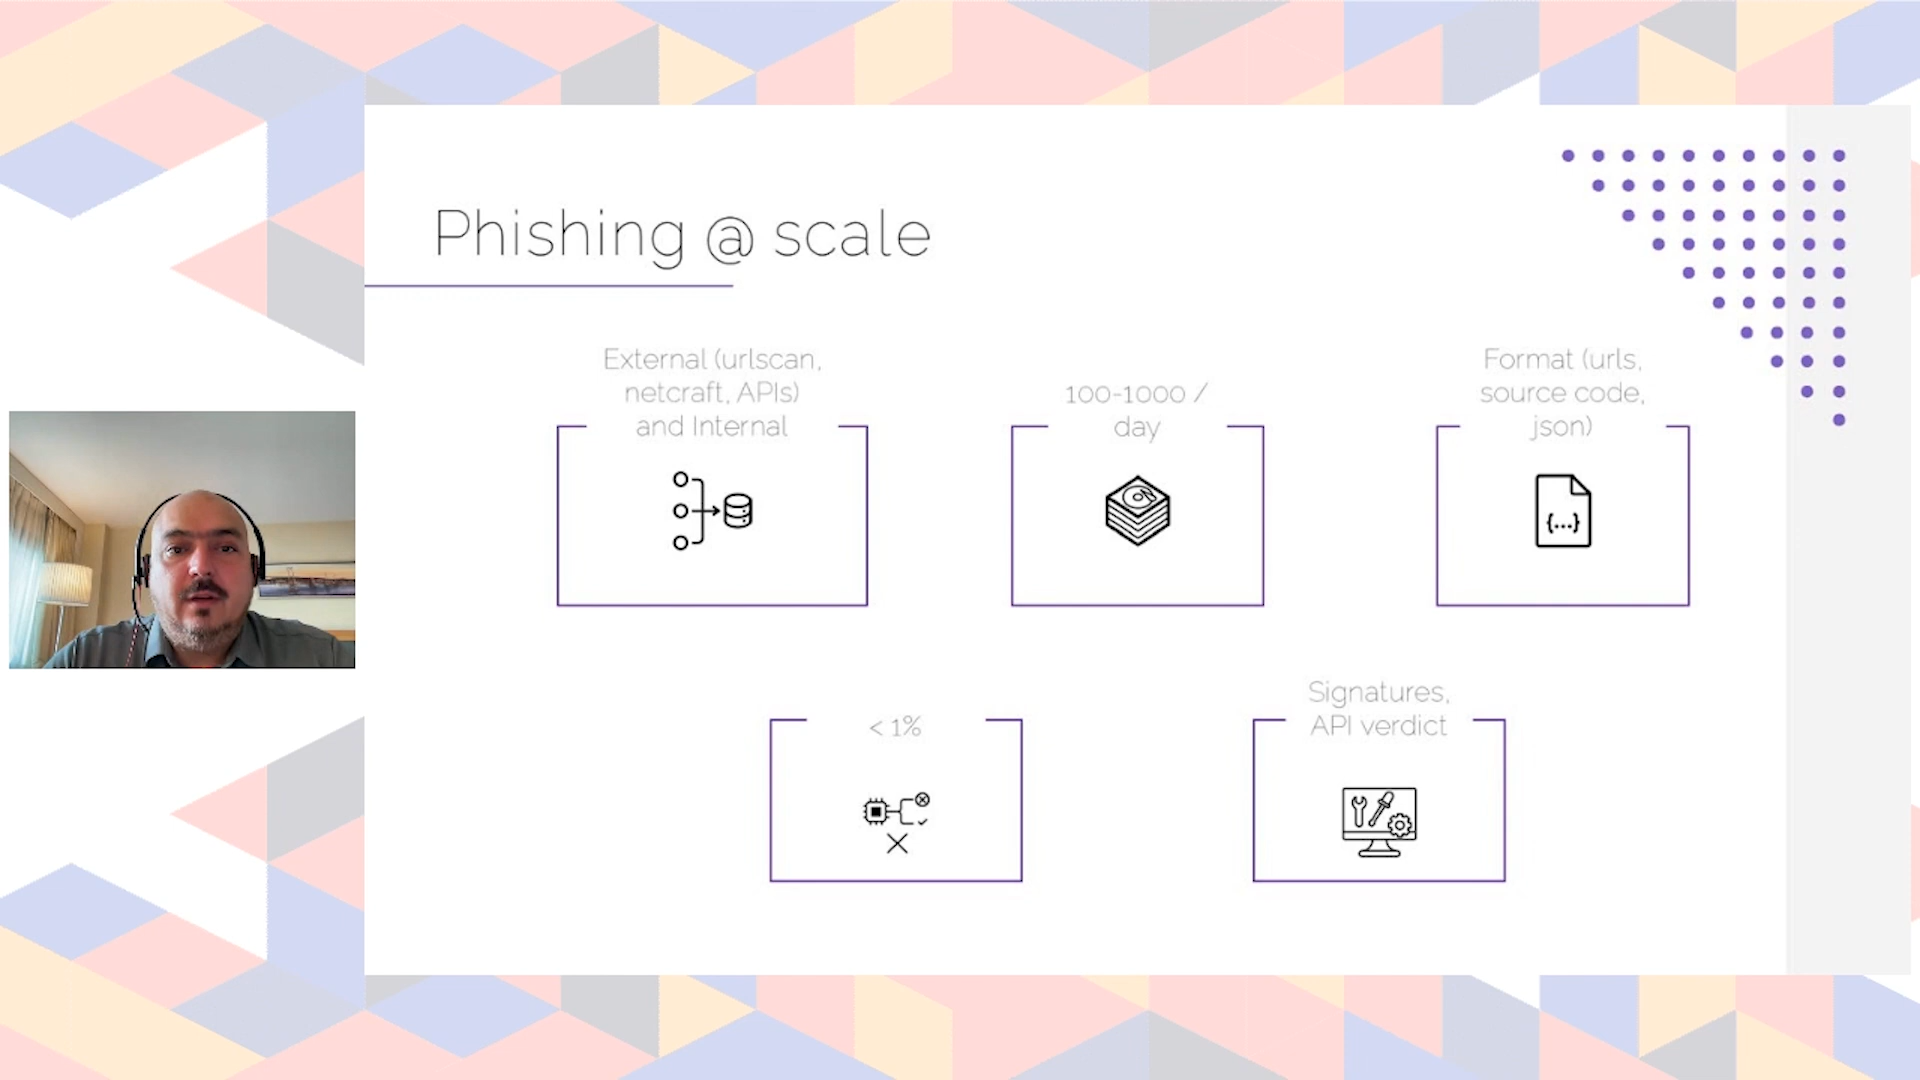 Phishing @ scale
External (urlscan,
netcraft, APIs)
and Internal
100-1000 /
day
Format (urls,
source code,
json)
{...}
< 1%
Signatures,
API verdict